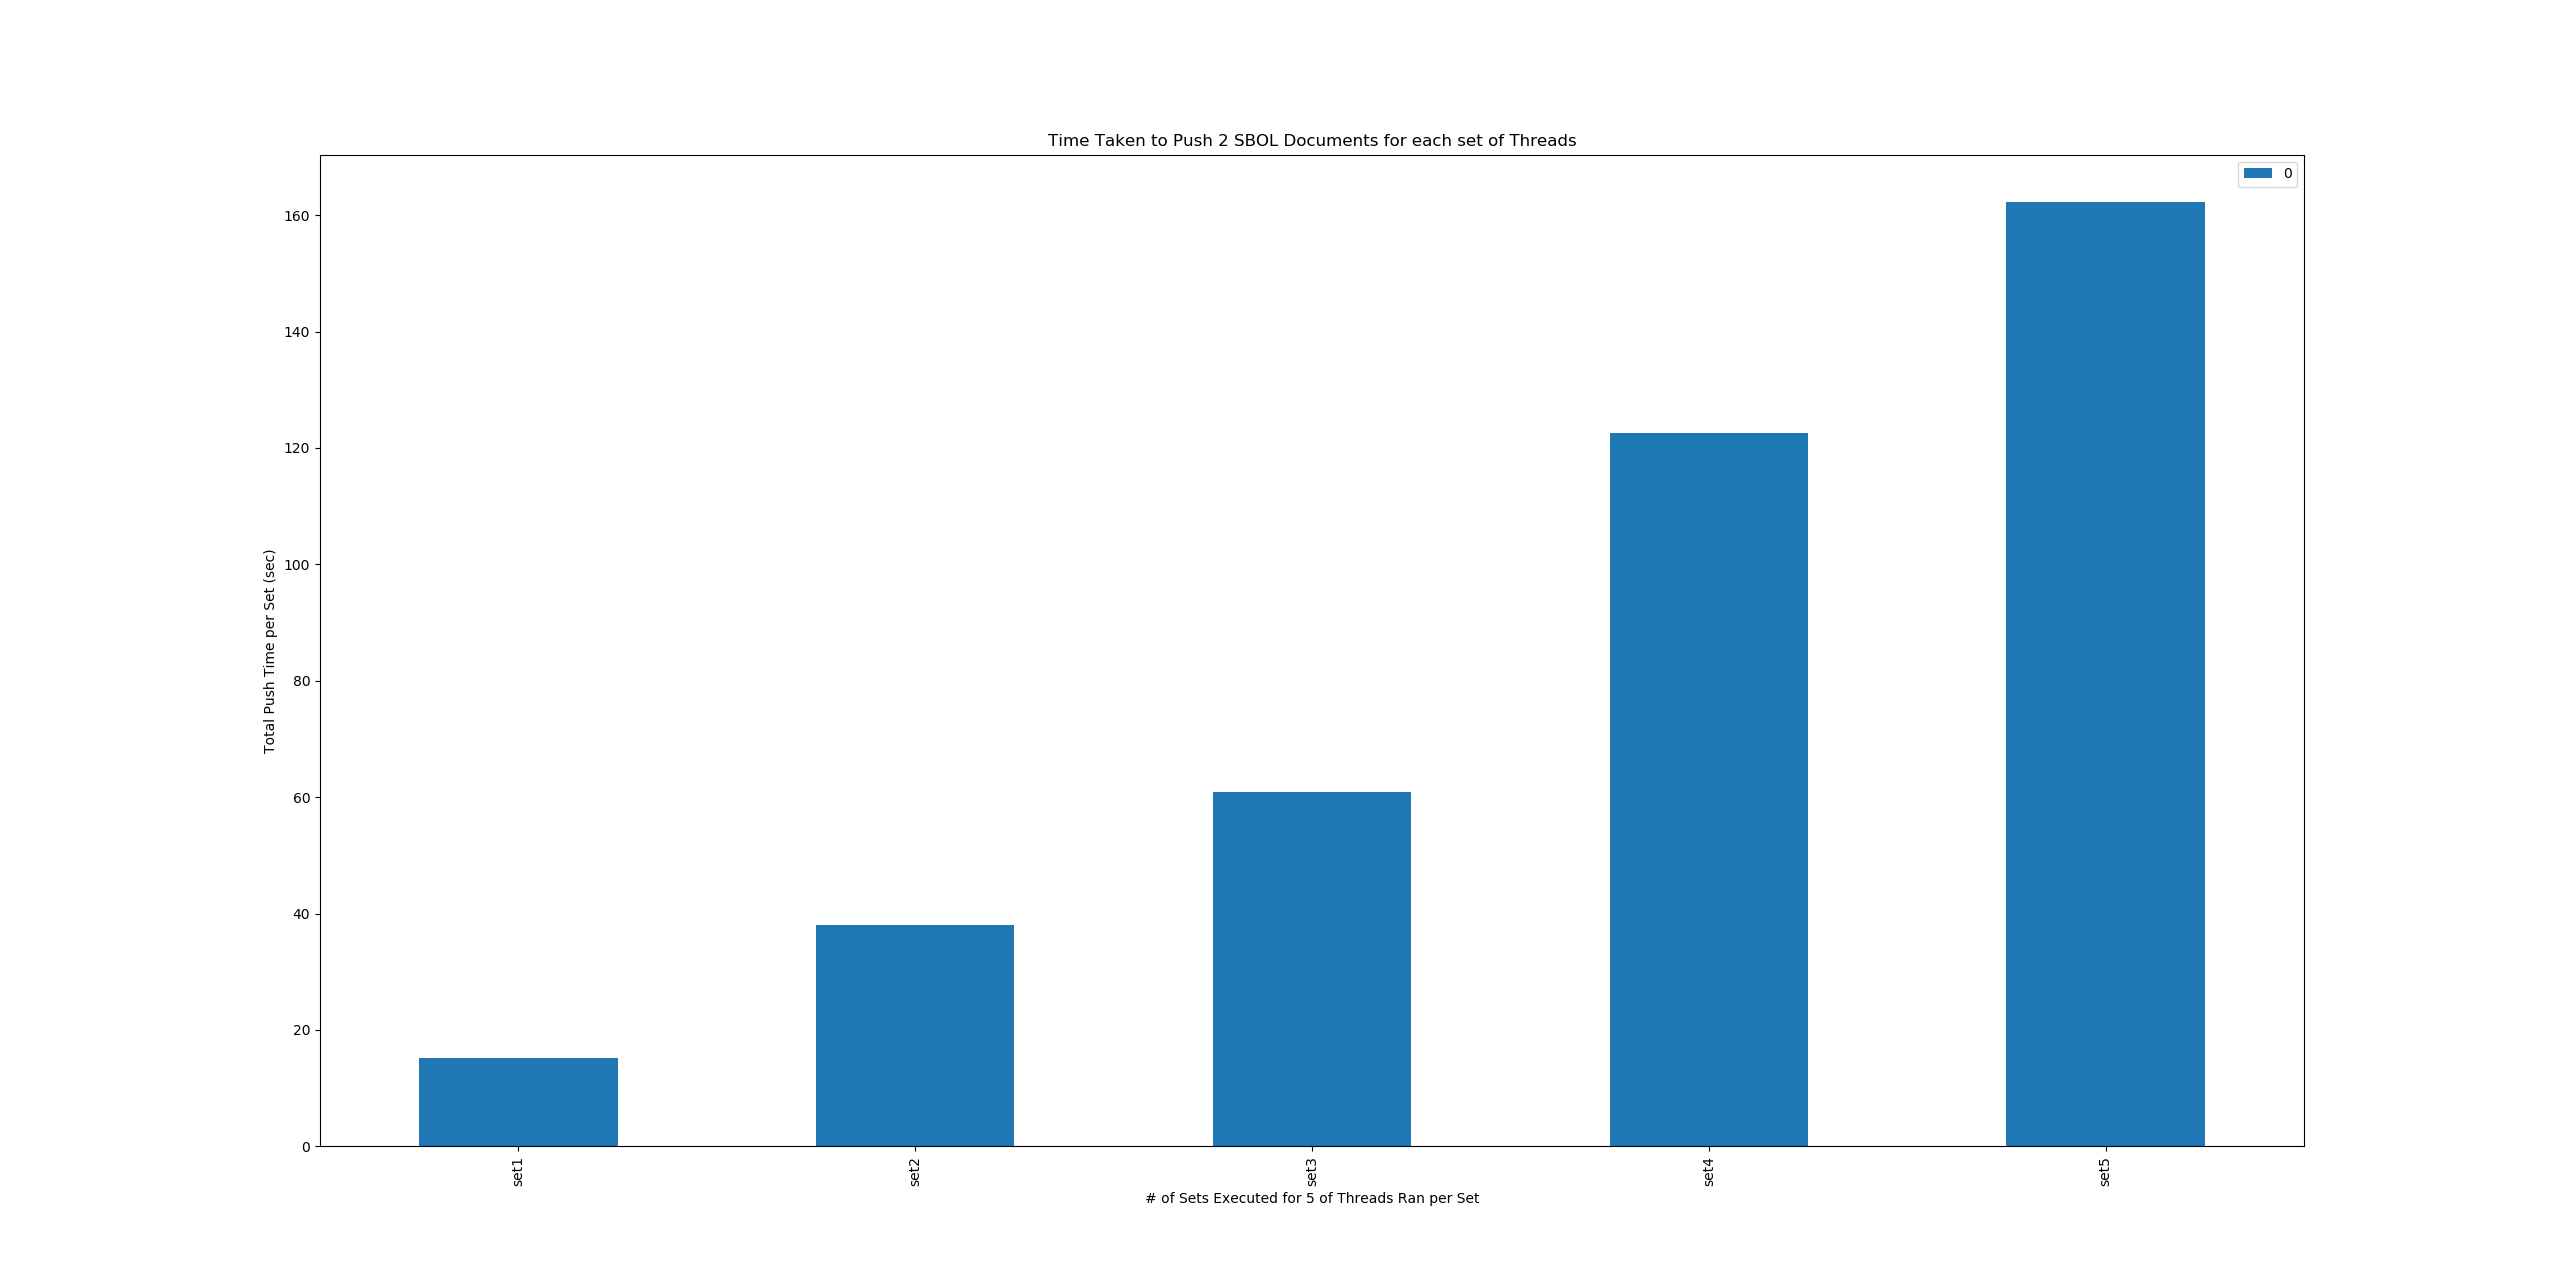 Time Taken to Push 2 SBOL Documents for each set of Threads
0
160
140
120
100
80
60
40
20
0
Total Push Time per Set (sec)
set1
set2
set3
set4
set5
# of Sets Executed for 5 of Threads Ran per Set